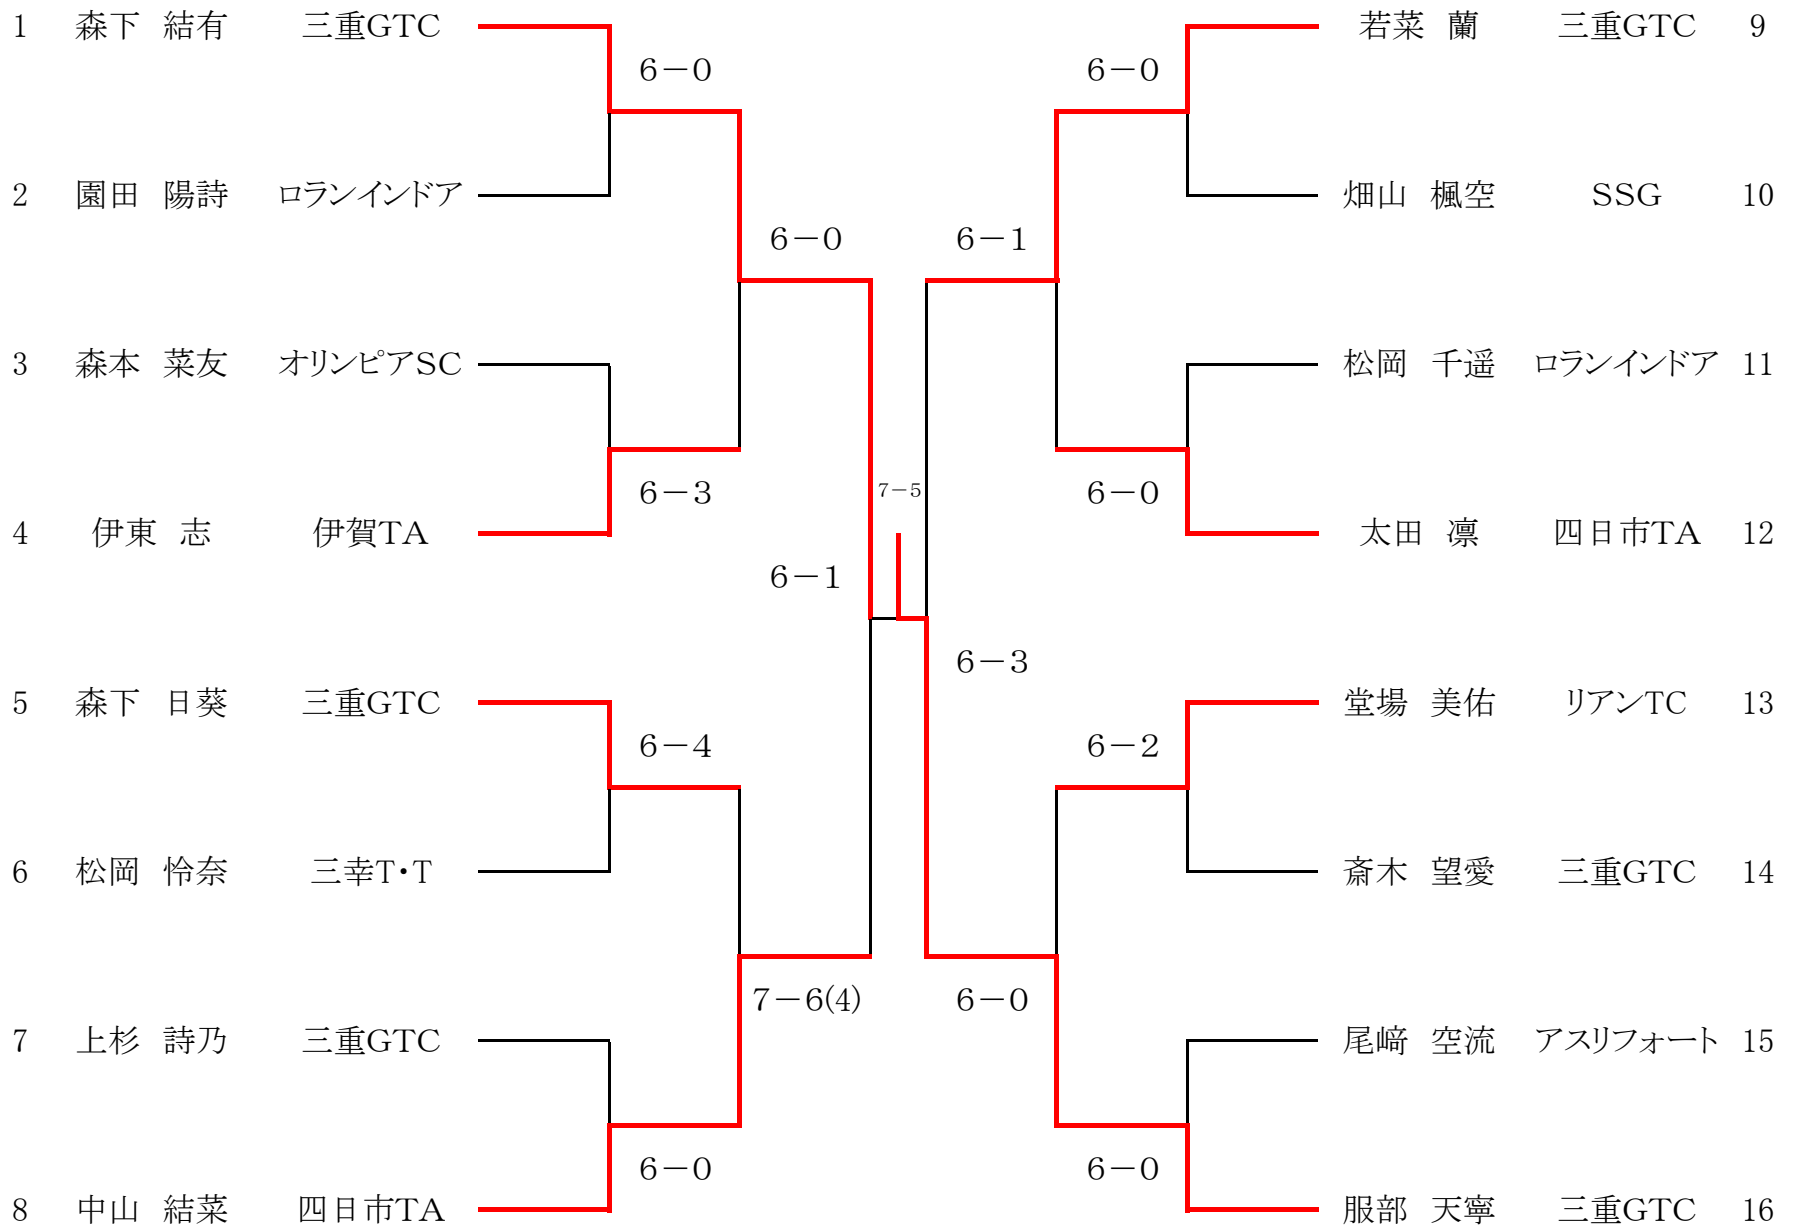 1 森下 結有 三重GTC
6－0
2 園田 陽詩 ロランインドア
6－0
3 森本 菜友 オリンピアSC
6－3
4 伊東 志 伊賀TA
6－1
5 森下 日葵 三重GTC
6－4
6 松岡 怜奈 三幸T・T
7－6(4)
7 上杉 詩乃 三重GTC
6－0
8 中山 結菜 四日市TA
7－5
若菜 蘭 三重GTC 9
6－0
畑山 楓空 SSG 10
6－1
松岡 千遥 ロランインドア 11
6－0
太田 凛 四日市TA 12
6－3
堂場 美佑 リアンTC 13
6－2
斎木 望愛 三重GTC 14
6－0
尾﨑 空流 アスリフォート 15
6－0
服部 天寧 三重GTC 16